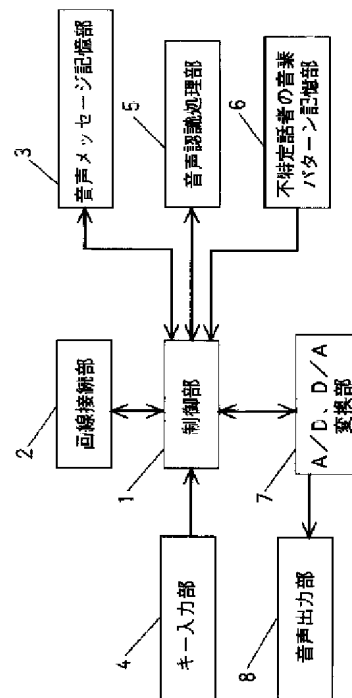 2
回線接続部
3
音声メッセージ記憶部
4
キー入力部
1
制御部
5
音声認識処理部
6
不特定話者の音素
パターン記憶部
8
音声出力部
7
A/D、D/A
変換部